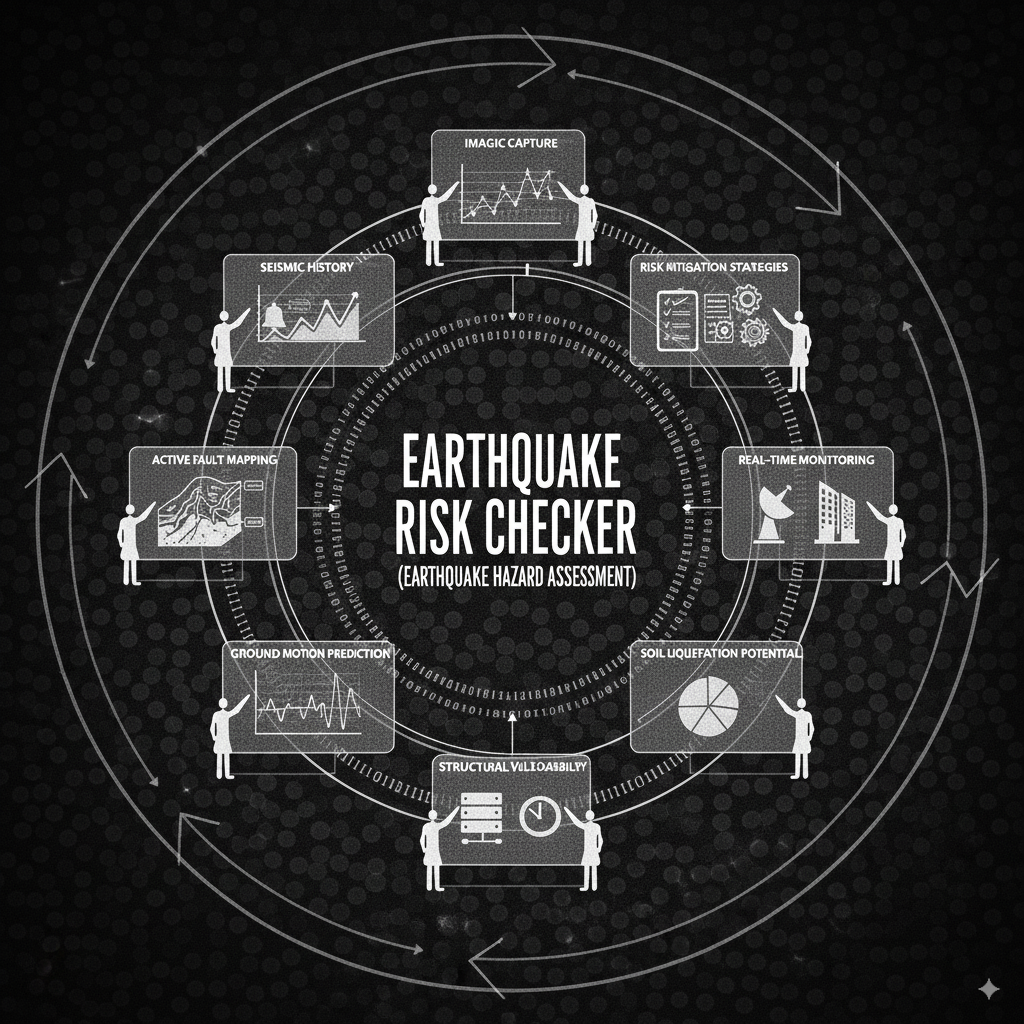 IMAGIC CAPTURE
SEISMIC HISTORY
RISK MITIGATION STATEGIES
ACTIVE FAULT MAPPING
REAL-TIME MONITORING
EARTHQUAKE
RISK CHECKER
(EARTHQUAKE HAZARD ASSESSMENT)
GROUND MOTION PREDICTION
SOIL LIQUEFATION POTENTIAL
STRUCTURAL